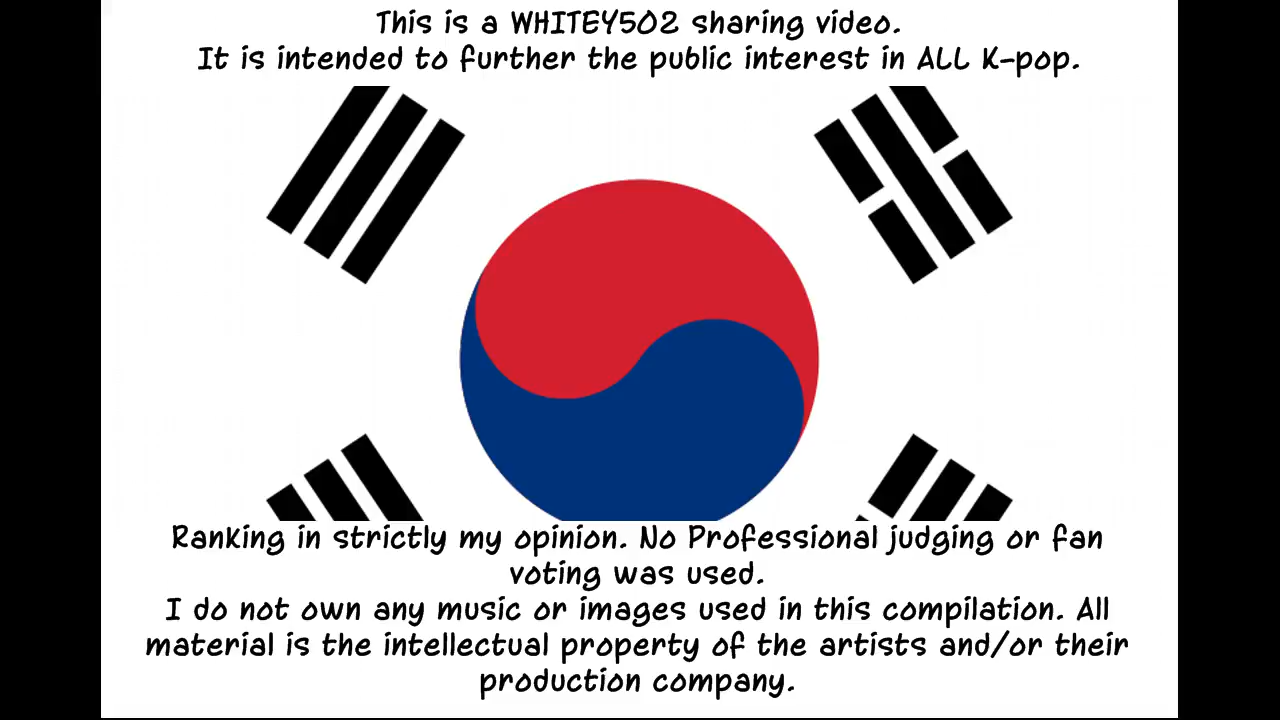 This is a WHITEY502 sharing video.
It is intended to further the public interest in ALL K-pop.
Ranking in strictly my opinion. No Professional judging or fan
voting was used.
I do not own any music or images used in this compilation. All
material is the intellectual property of the artists and/or their
production company.